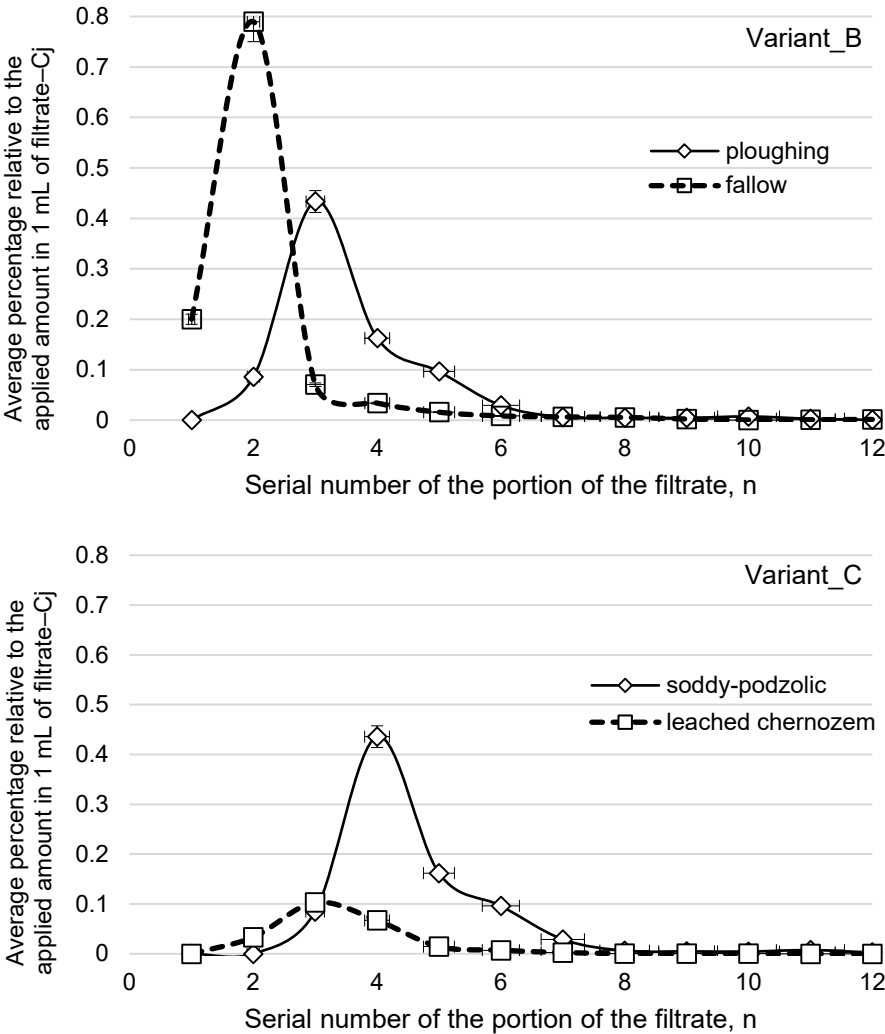 Average percentage relative to the
applied amount in 1 mL of filtrate–Cj
0.8
0.7
0.6
0.5
0.4
0.3
0.2
0.1
0
Variant_B
ploughing
fallow
0 2 4 6 8 10 12
Serial number of the portion of the filtrate, n
Average percentage relative to the
applied amount in 1 mL of filtrate–Cj
0.8
0.7
0.6
0.5
0.4
0.3
0.2
0.1
0
Variant_C
soddy-podzolic
leached chernozem
0 2 4 6 8 10 12
Serial number of the portion of the filtrate, n